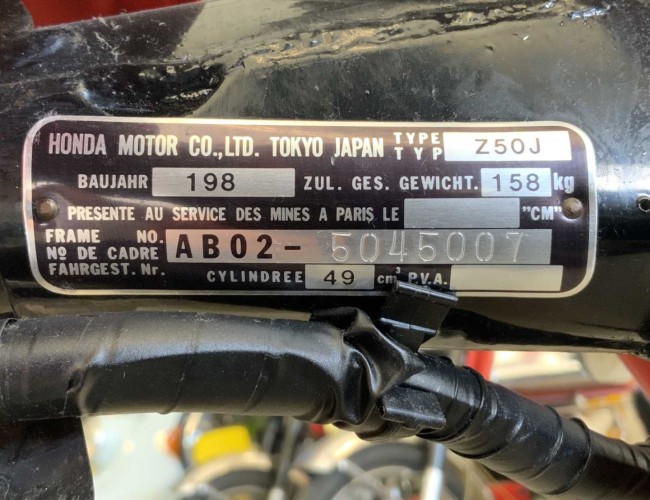 HONDA MOTOR CO.,LTD. TOKYO JAPAN TYPE TYP Z50J
BAUJAHR 198 ZUL. GES. GEWICHT. 158 kg
PRESENTE AU SERVICE DES MINES A PARIS LE "CM"
FRAME NO.
Nº DE CADRE AB02-5045007
FAHRGEST. Nr. CYLINDREE 49 cm³ P.V.A.